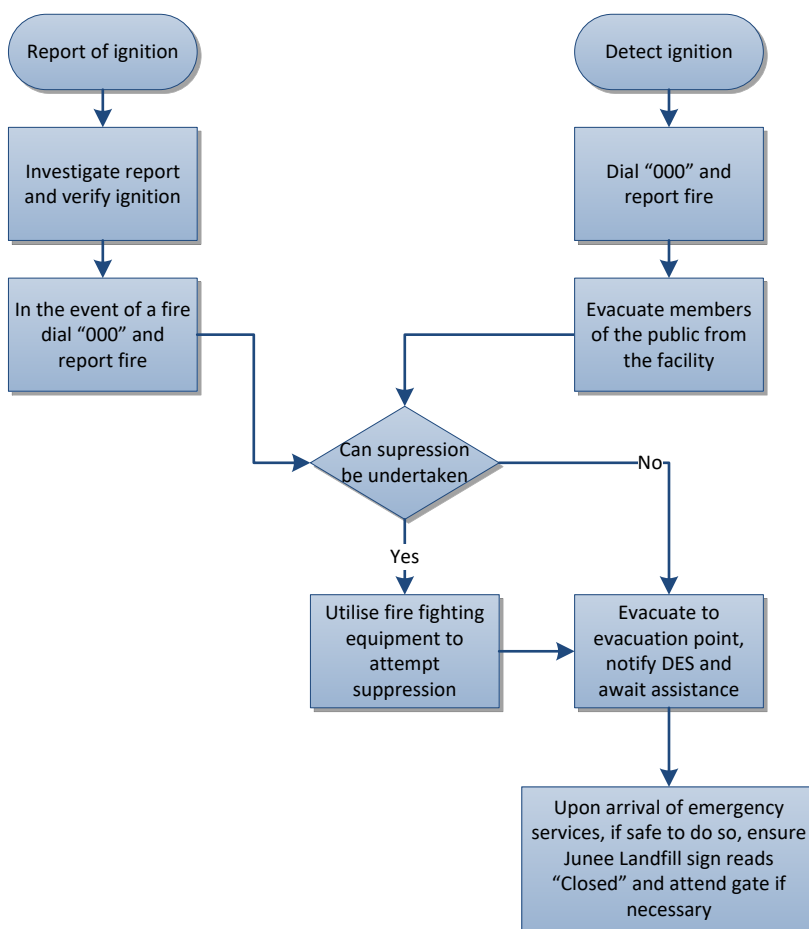 Report of ignition
Detect ignition
Investigate report
and verify ignition
Dial “000” and
report fire
In the event of a fire
dial “000” and
report fire
Evacuate members
of the public from
the facility
Can supression
be undertaken
No
Yes
Utilise fire fighting
equipment to
attempt
suppression
Evacuate to
evacuation point,
notify DES and
await assistance
Upon arrival of emergency
services, if safe to do so, ensure
Junee Landfill sign reads
“Closed” and attend gate if
necessary